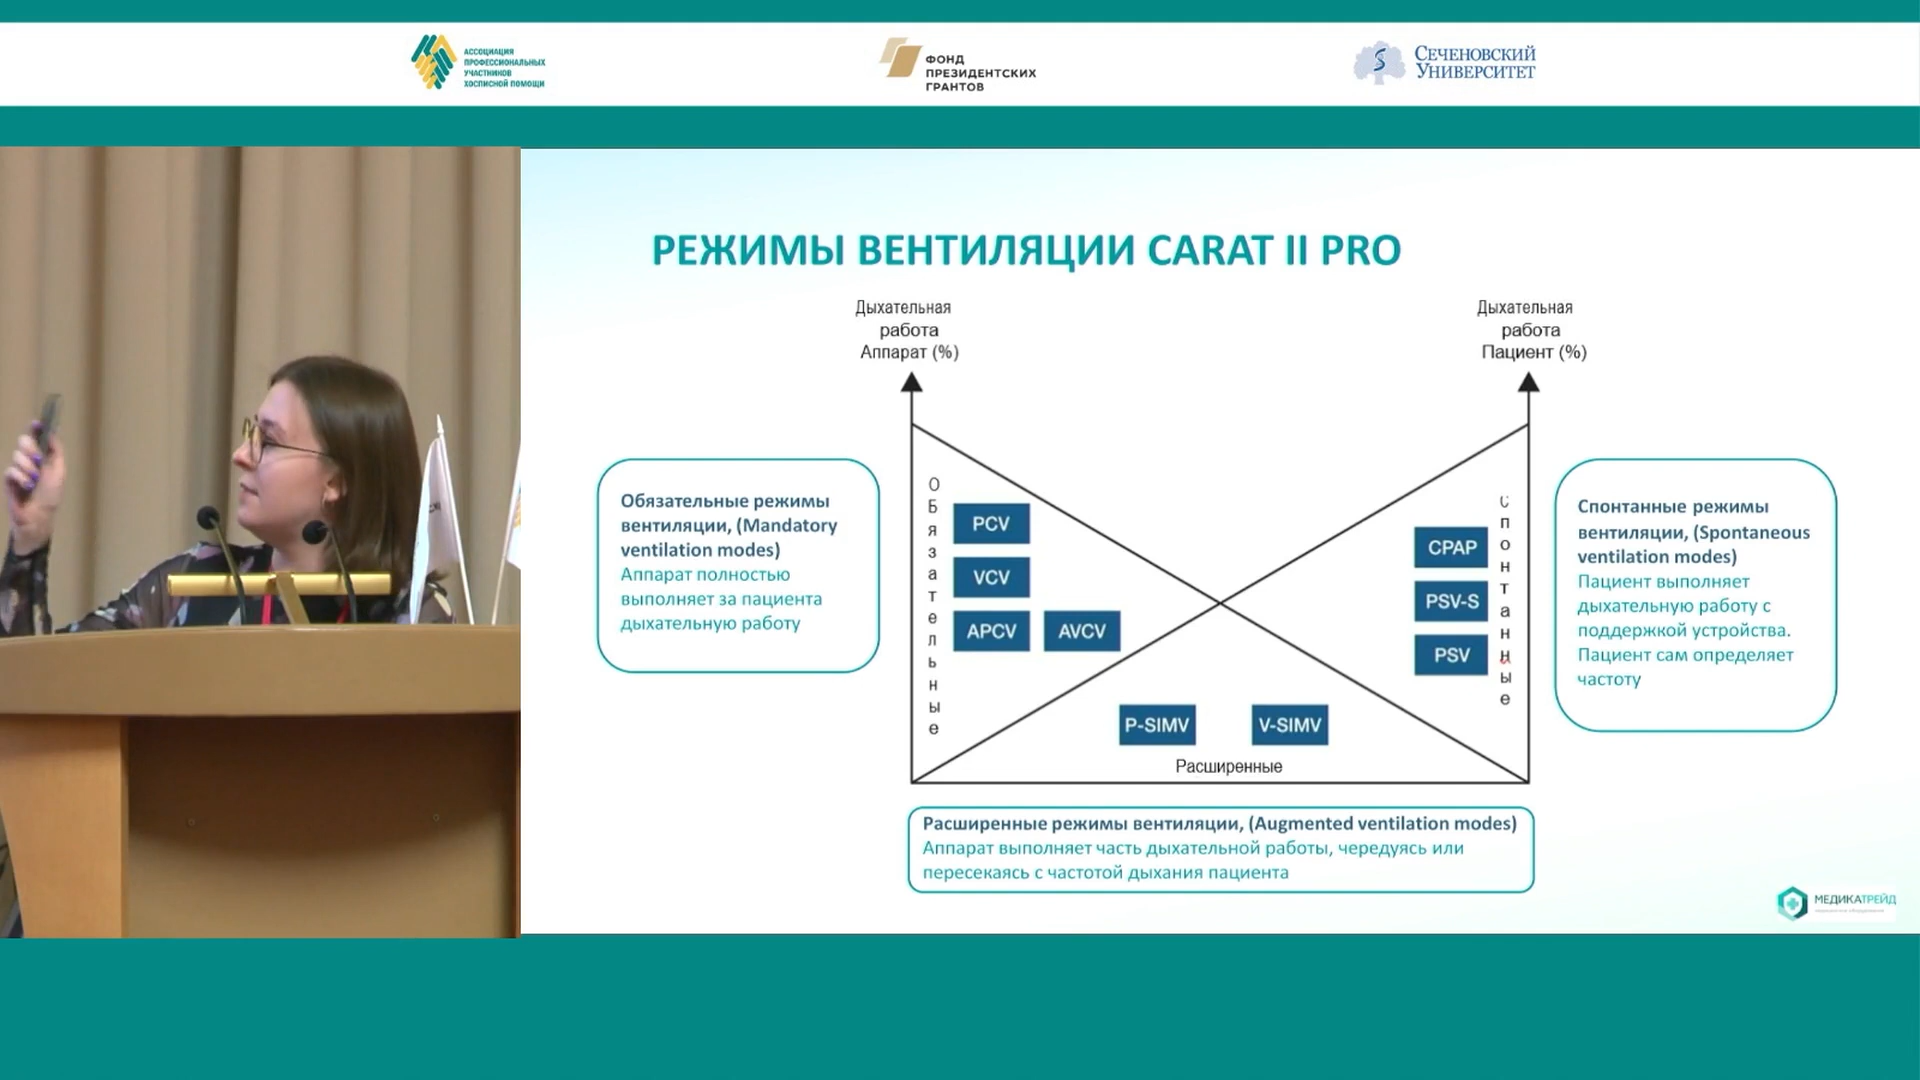 АССОЦИАЦИЯ
ПРОФЕССИОНАЛЬНЫХ
УЧАСТНИКОВ
ХОСПИСНОЙ ПОМОЩИ
ФОНД
ПРЕЗИДЕНТСКИХ
ГРАНТОВ
СЕЧЕНОВСКИЙ
УНИВЕРСИТЕТ
РЕЖИМЫ ВЕНТИЛЯЦИИ CARAT II PRO
Дыхательная
работа
Аппарат (%)
Дыхательная
работа
Пациент (%)
Обязательные режимы
вентиляции, (Mandatory
ventilation modes)
Аппарат полностью
выполняет за пациента
дыхательную работу
ОБязательные
PCV
VCV
APCV AVCV
P-SIMV V-SIMV
Расширенные
CPAP
PSV-S
PSV
спонтанные
Спонтанные режимы
вентиляции, (Spontaneous
ventilation modes)
Пациент выполняет
дыхательную работу с
поддержкой устройства.
Пациент сам определяет
частоту
Расширенные режимы вентиляции, (Augmented ventilation modes)
Аппарат выполняет часть дыхательной работы, чередуясь или
пересекаясь с частотой дыхания пациента
МЕДИКАТРЕЙД